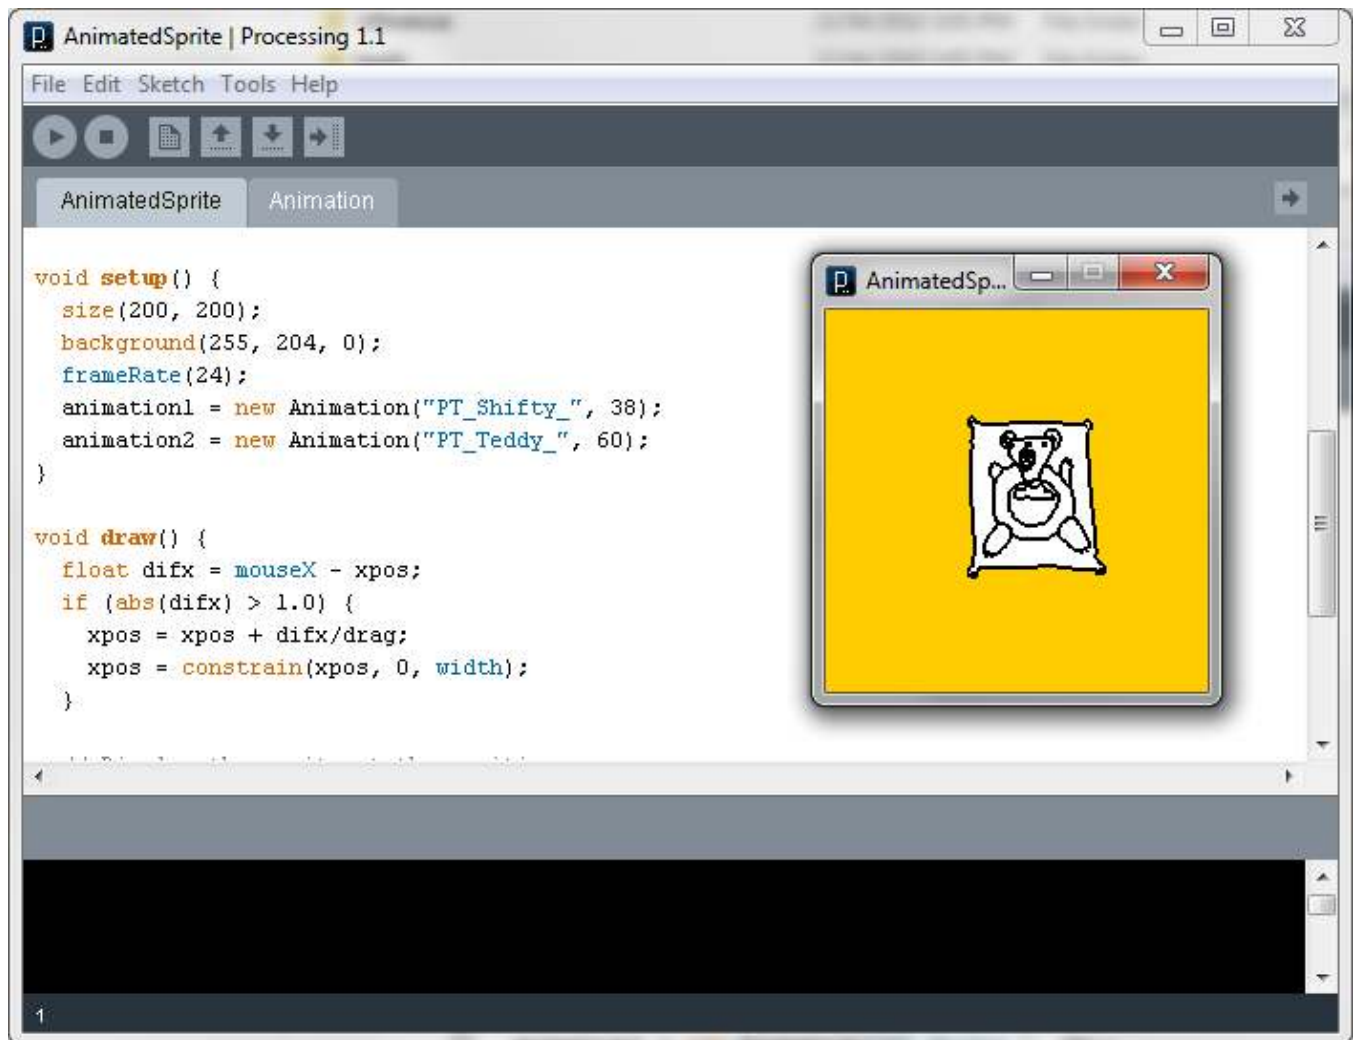 AnimatedSprite | Processing 1.1
File Edit Sketch Tools Help
AnimatedSprite Animation
void setup() {
size(200, 200);
background(255, 204, 0);
frameRate(24);
animation1 = new Animation("PT_Shifty_", 38);
animation2 = new Animation("PT_Teddy_", 60);
}
void draw() {
float difx = mouseX - xpos;
if (abs(difx) > 1.0) {
xpos = xpos + difx/drag;
xpos = constrain(xpos, 0, width);
}
AnimatedSp...
1